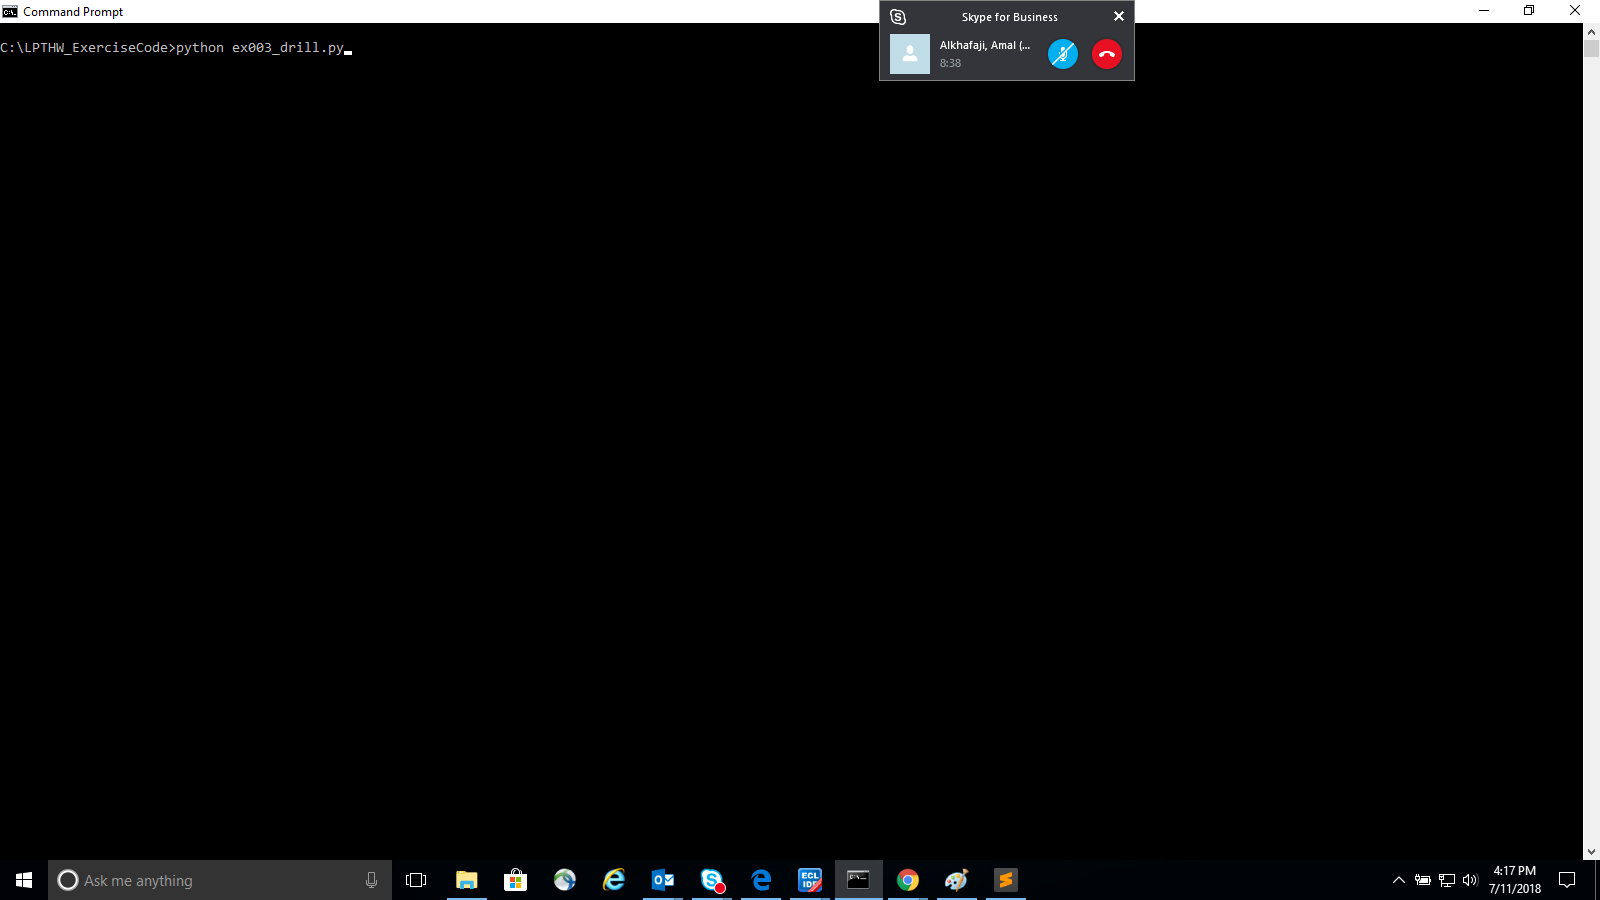 Command Prompt
C:\LPTHW_ExerciseCode>python ex003_drill.py
Skype for Business
Alkhafaji, Amal (...
8:38
Ask me anything
ECL
IDE
4:17 PM
7/11/2018